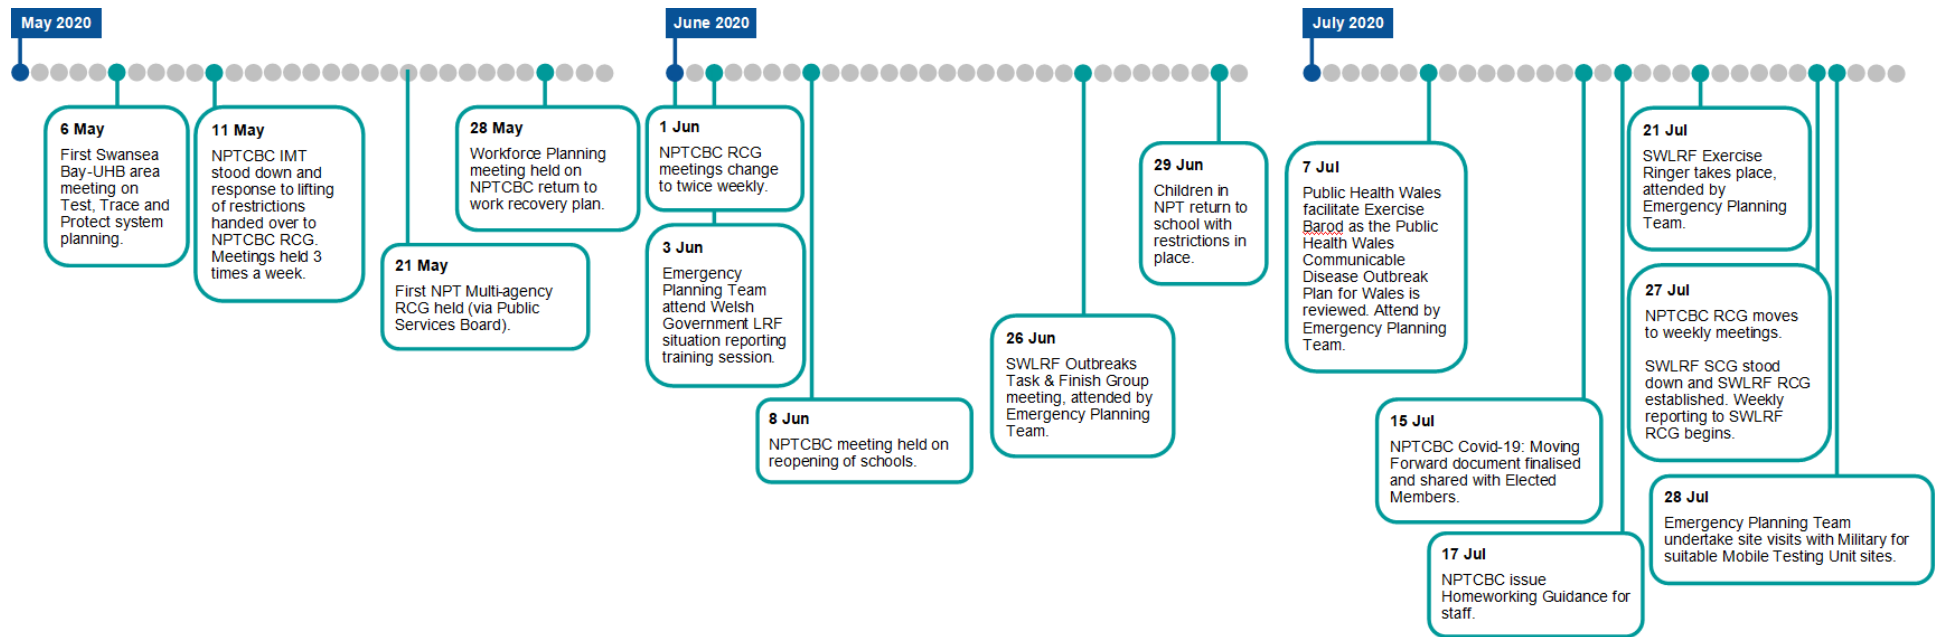 May 2020
June 2020
July 2020
6 May
First Swansea
Bay-UHB area
meeting on
Test, Trace and
Protect system
planning.
11 May
NPTCBC IMT
stood down and
response to lifting
of restrictions
handed over to
NPTCBC RCG.
Meetings held 3
times a week.
21 May
First NPT Multi-agency
RCG held (via Public
Services Board).
28 May
Workforce Planning
meeting held on
NPTCBC return to
work recovery plan.
1 Jun
NPTCBC RCG
meetings change
to twice weekly.
3 Jun
Emergency
Planning Team
attend Welsh
Government LRF
situation reporting
training session.
8 Jun
NPTCBC meeting held on
reopening of schools.
26 Jun
SWLRF Outbreaks
Task & Finish Group
meeting, attended by
Emergency Planning
Team.
29 Jun
Children in
NPT return to
school with
restrictions in
place.
7 Jul
Public Health Wales
facilitate Exercise
Barod as the Public
Health Wales
Communicable
Disease Outbreak
Plan for Wales is
reviewed. Attend by
Emergency Planning
Team.
15 Jul
NPTCBC Covid-19: Moving
Forward document finalised
and shared with Elected
Members.
17 Jul
NPTCBC issue
Homeworking Guidance for
staff.
21 Jul
SWLRF Exercise
Ringer takes place,
attended by
Emergency Planning
Team.
27 Jul
NPTCBC RCG moves
to weekly meetings.
SWLRF SCG stood
down and SWLRF RCG
established. Weekly
reporting to SWLRF
RCG begins.
28 Jul
Emergency Planning Team
undertake site visits with Military for
suitable Mobile Testing Unit sites.